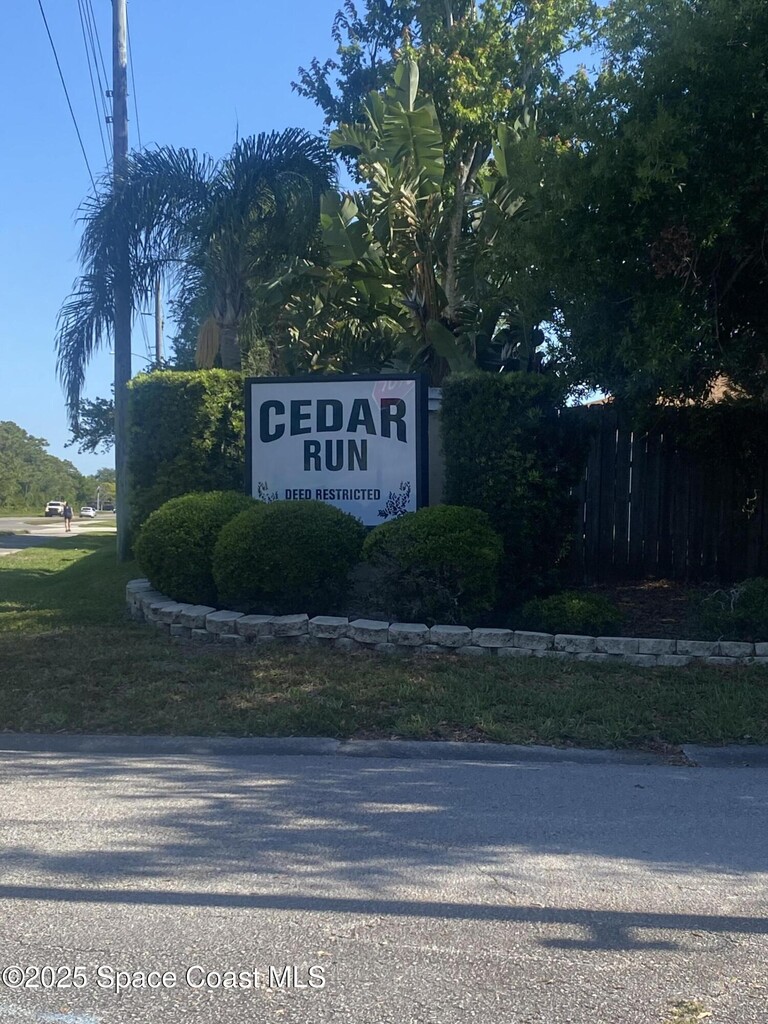 CEDAR
RUN
DEED RESTRICTED
©2025 Space Coast MLS